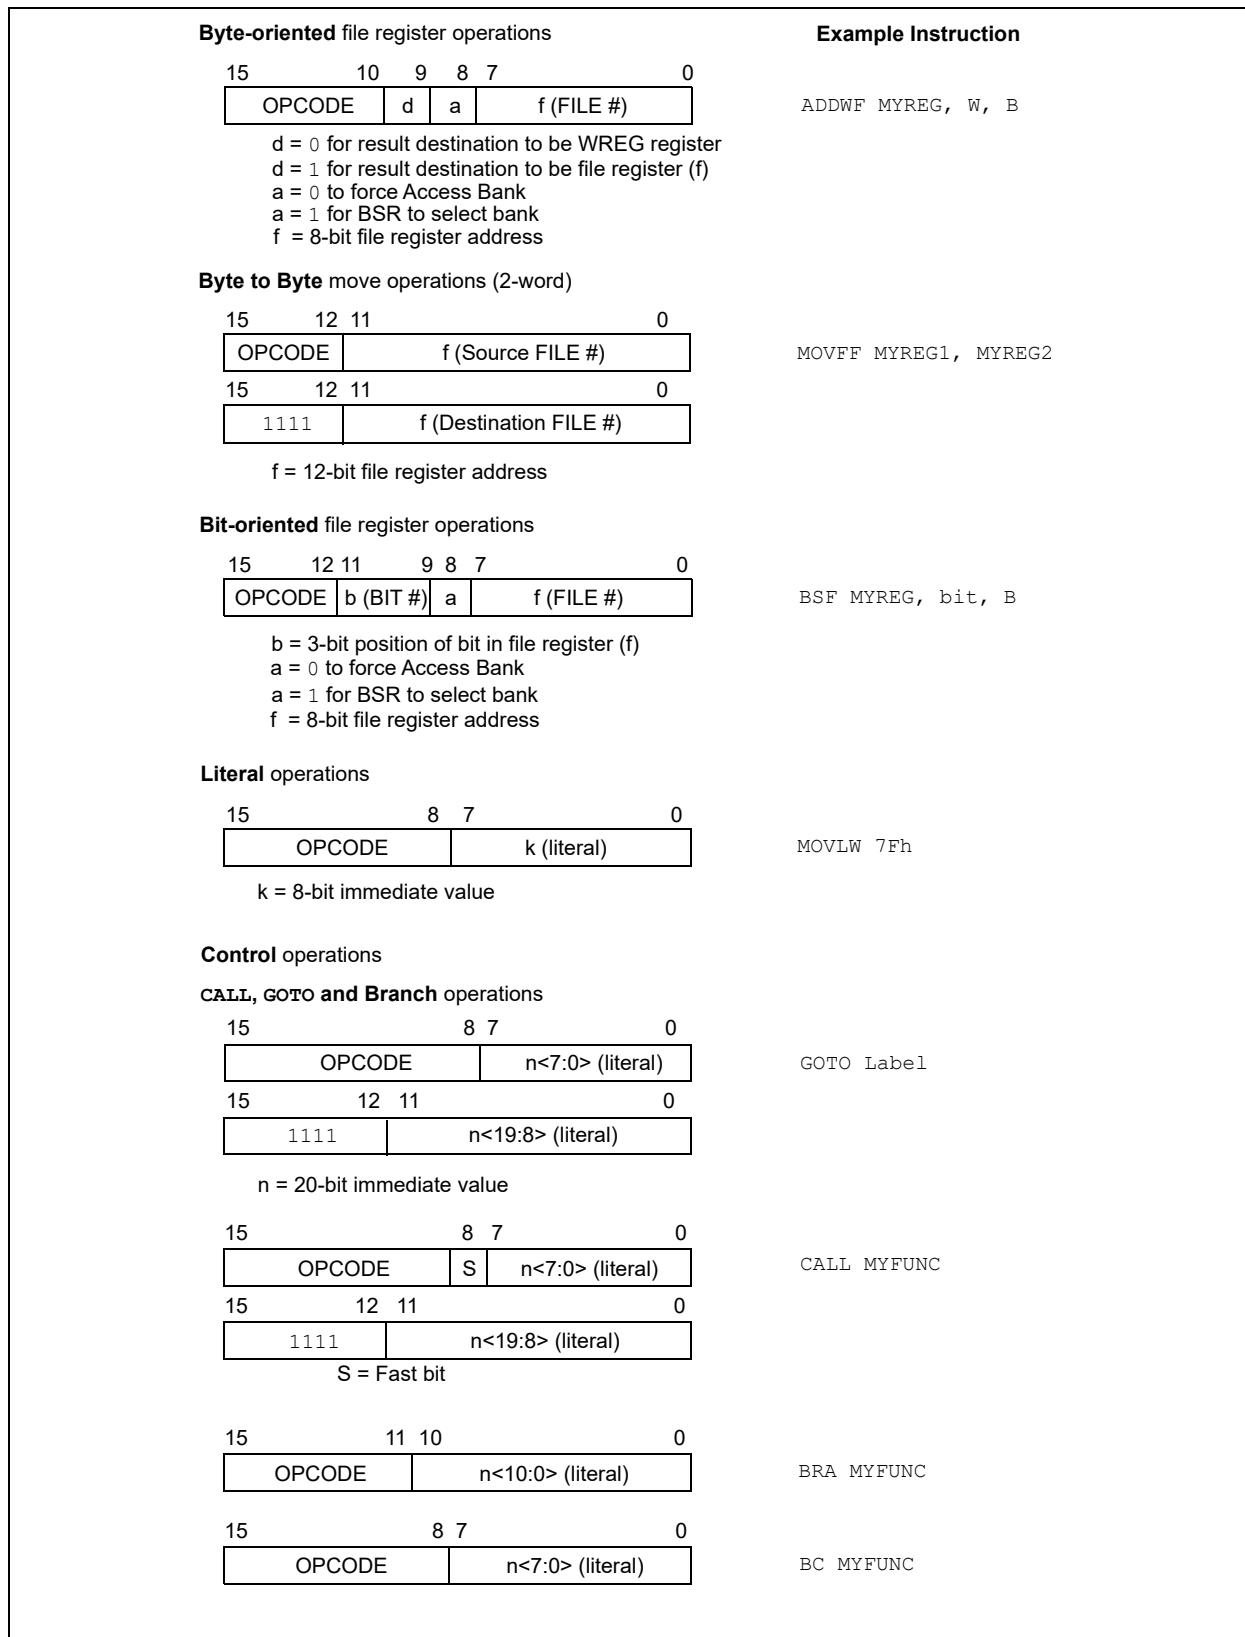 Byte-oriented file register operations Example Instruction
15 10 9 8 7 0
OPCODE d a f (FILE #) ADDWF MYREG, W, B
d = 0 for result destination to be WREG register
d = 1 for result destination to be file register (f)
a = 0 to force Access Bank
a = 1 for BSR to select bank
f = 8-bit file register address
Byte to Byte move operations (2-word)
15 12 11 0
OPCODE f (Source FILE #) MOVFF MYREG1, MYREG2
15 12 11 0
1111 f (Destination FILE #)
f = 12-bit file register address
Bit-oriented file register operations
15 12 11 9 8 7 0
OPCODE b (BIT #) a f (FILE #) BSF MYREG, bit, B
b = 3-bit position of bit in file register (f)
a = 0 to force Access Bank
a = 1 for BSR to select bank
f = 8-bit file register address
Literal operations
15 8 7 0
OPCODE k (literal) MOVLW 7Fh
k = 8-bit immediate value
Control operations
CALL, GOTO and Branch operations
15 8 7 0
OPCODE n<7:0> (literal) GOTO Label
15 12 11 0
1111 n<19:8> (literal)
n = 20-bit immediate value
15 8 7 0
OPCODE S n<7:0> (literal) CALL MYFUNC
15 12 11 0
1111 n<19:8> (literal)
S = Fast bit
15 11 10 0
OPCODE n<10:0> (literal) BRA MYFUNC
15 8 7 0
OPCODE n<7:0> (literal) BC MYFUNC